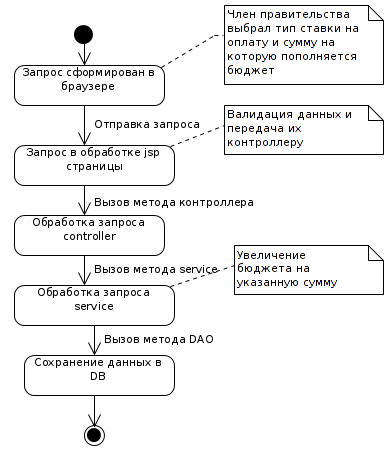 Член правительства
выбрал тип ставки на
оплату и сумму на
которую пополняется
бюджет
Запрос сформирован в
браузере
Отправка запроса
Валидация данных и
передача их
контроллеру
Запрос в обработке jsp
страницы
Вызов метода контроллера
Обработка запроса
controller
Вызов метода service
Увеличение
бюджета на
указанную сумму
Обработка запроса
service
Вызов метода DAO
Сохранение данных в
DB